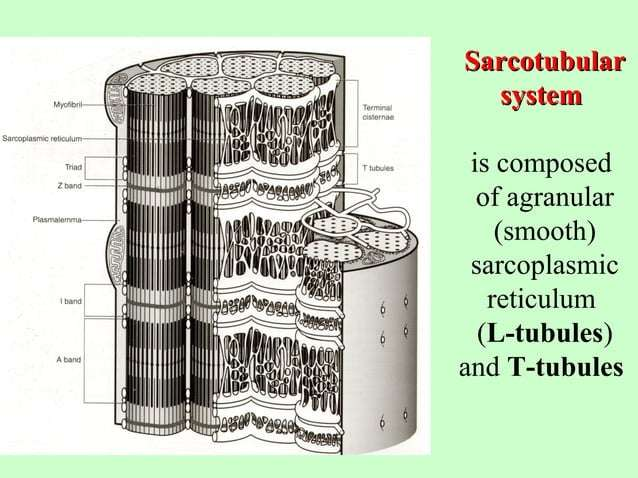 Sarcotubular
system
is composed
of agranular
(smooth)
sarcoplasmic
reticulum
(L-tubules)
and T-tubules
Myofibril
Sarcoplasmic reticulum
Triad
Z band
Plasmalemma
I band
A band
Terminal
cisternae
T tubules